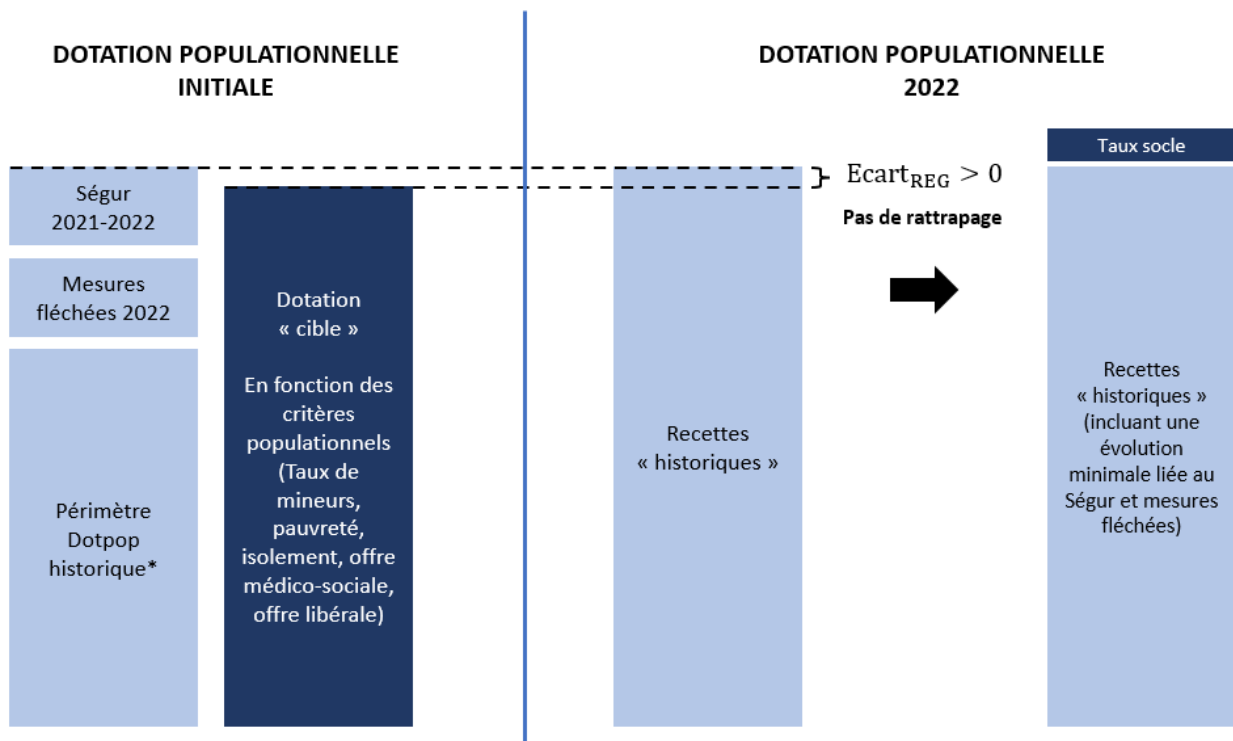 DOTATION POPULATIONNELLE
INITIALE
Ségur
2021-2022
Mesures
fléchées 2022
Périmètre
Dotpop
historique*
Dotation
« cible »
En fonction des
critères
populationnels
(Taux de
mineurs,
pauvreté,
isolement, offre
médico-sociale,
offre libérale)
DOTATION POPULATIONNELLE
2022
Recettes
« historiques »
Ecart_REG > 0
Pas de rattrapage
Taux socle
Recettes
« historiques »
(incluant une
évolution
minimale liée au
Ségur et mesures
fléchées)